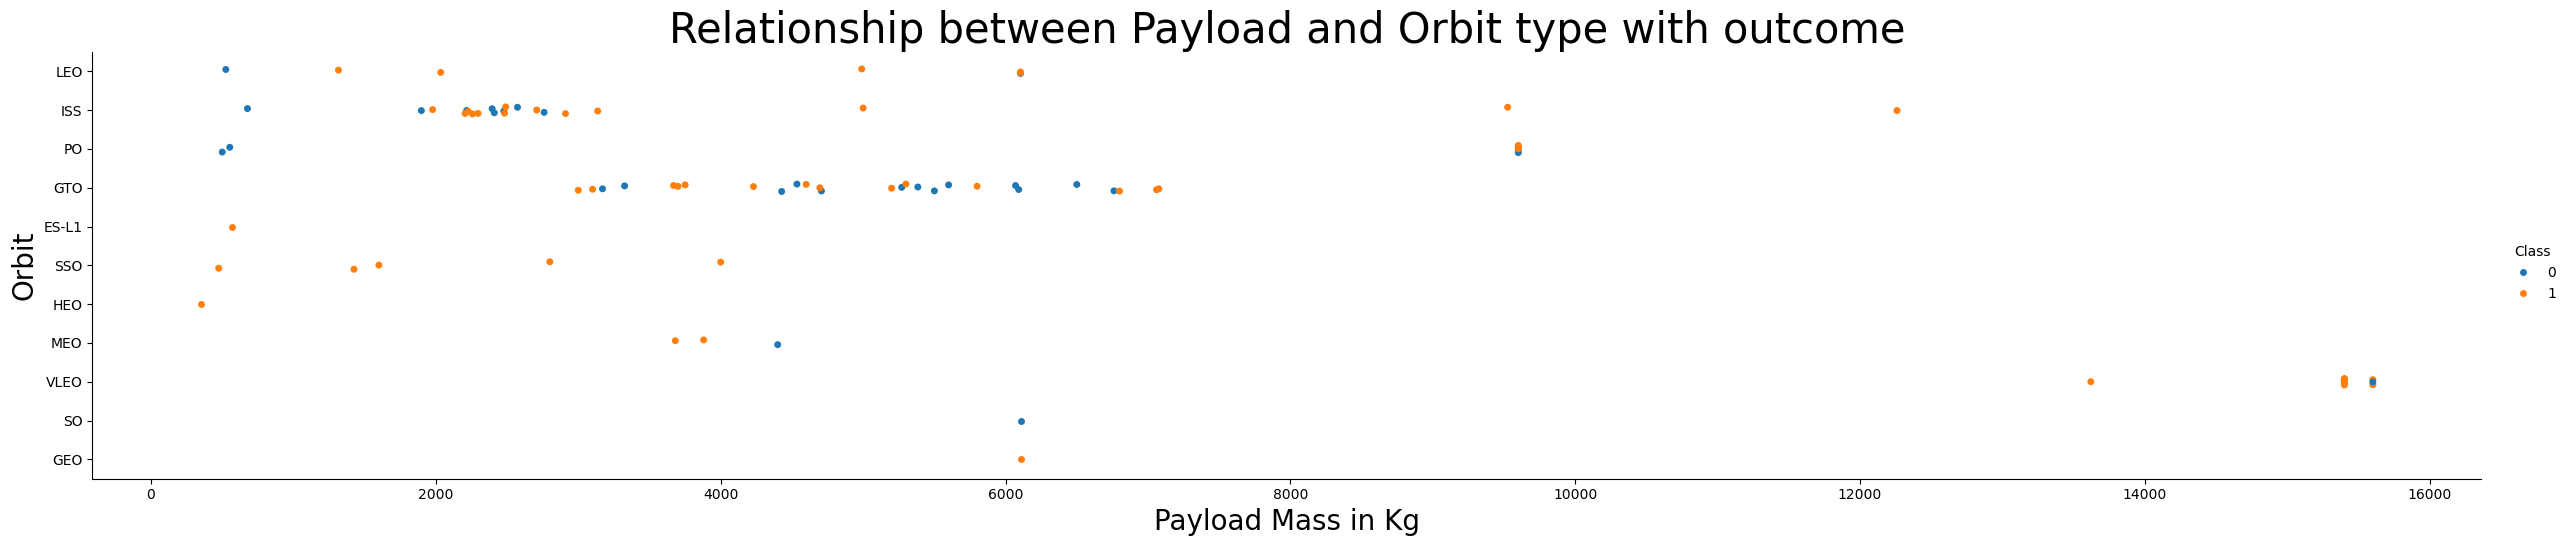 Relationship between Payload and Orbit type with outcome
LEO
ISS
PO
GTO
ES-L1
SSO
HEO
MEO
VLEO
SO
GEO
Orbit
0 2000 4000 6000 8000 10000 12000 14000 16000
Payload Mass in Kg
Class
0
1